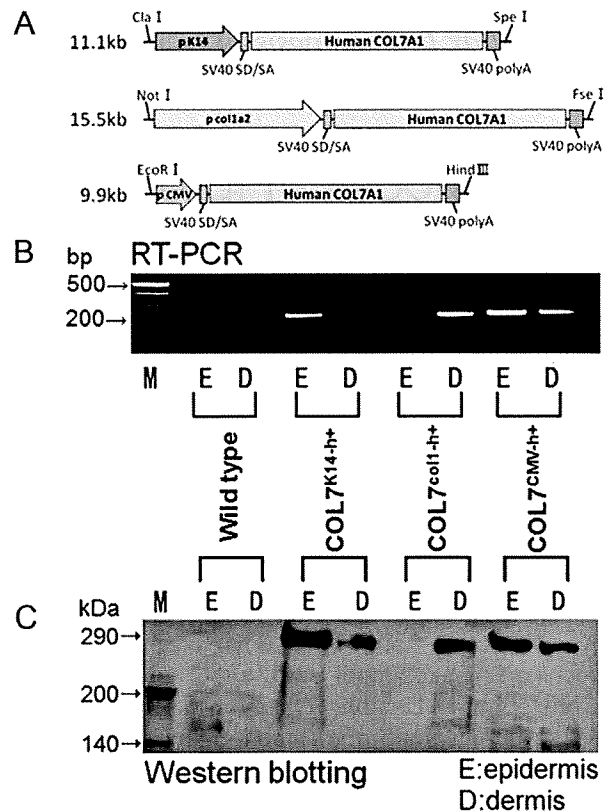 A
Cla I
Spe I
11.1kb
pK14
Human COL7A1
SV40 SD/SA
SV40 polyA
Not I
Fse I
15.5kb
p col1a2
Human COL7A1
SV40 SD/SA
SV40 polyA
EcoR I
Hind III
9.9kb
pCMV
Human COL7A1
SV40 SD/SA
SV40 polyA
B
bp
RT-PCR
500→
200→
M E D E D E D E D
Wild type
COL7K14-h+
COL7col1-h+
COL7CMV-h+
C
kDa
M E D E D E D E D
290→
200→
140→
Western blotting
E:epidermis
D:dermis